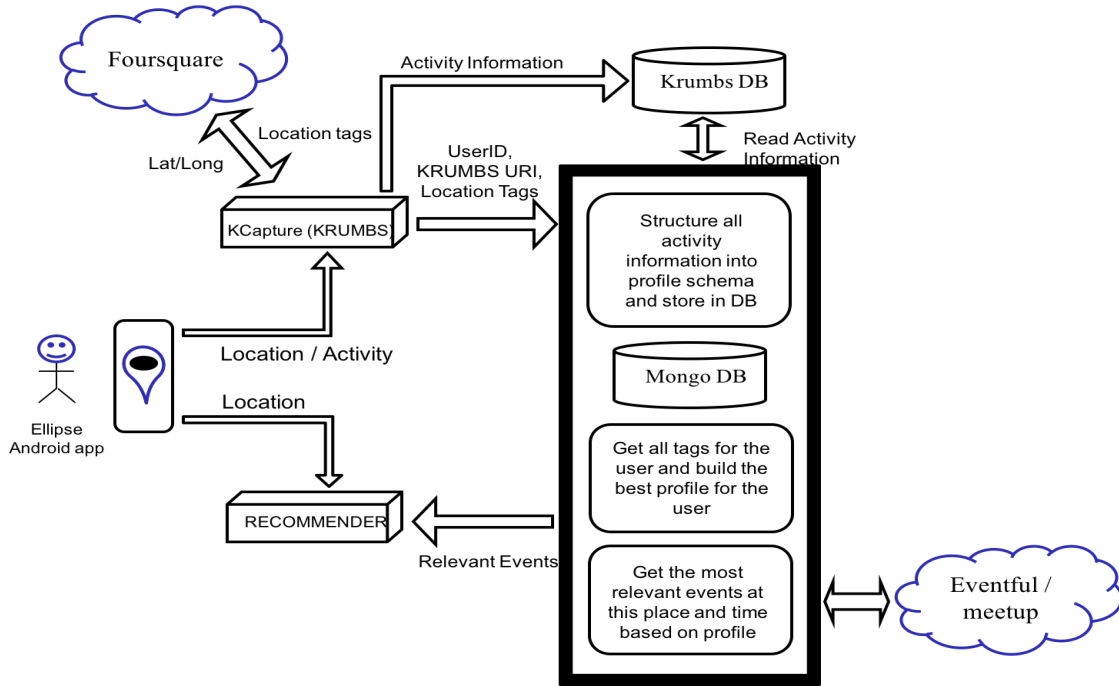 Foursquare
Activity Information
Krumbs DB
Location tags
Lat/Long
Read Activity
Information
UserID,
KRUMBS URI,
Location Tags
KCapture (KRUMBS)
Structure all
activity
information into
profile schema
and store in DB
Mongo DB
Location / Activity
Location
Ellipse
Android app
Get all tags for the
user and build the
best profile for the
user
RECOMMENDER
Relevant Events
Get the most
relevant events at
this place and time
based on profile
Eventful /
meetup